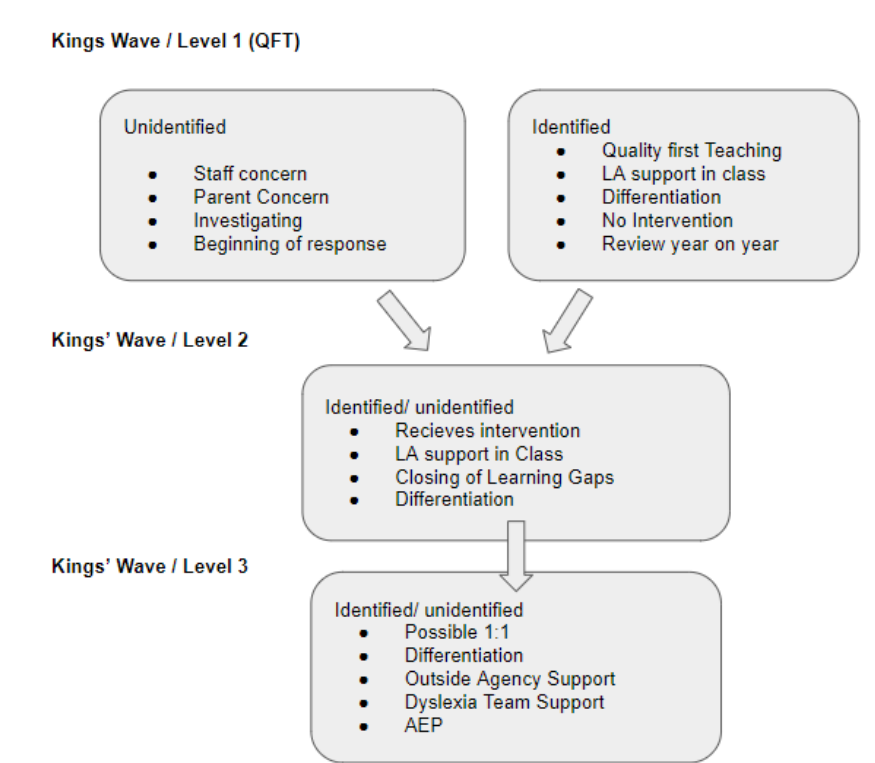 Kings Wave / Level 1 (QFT)
Unidentified
● Staff concern
● Parent Concern
● Investigating
● Beginning of response
Identified
● Quality first Teaching
● LA support in class
● Differentiation
● No Intervention
● Review year on year
Kings’ Wave / Level 2
Identified/ unidentified
● Recieves intervention
● LA support in Class
● Closing of Learning Gaps
● Differentiation
Kings’ Wave / Level 3
Identified/ unidentified
● Possible 1:1
● Differentiation
● Outside Agency Support
● Dyslexia Team Support
● AEP